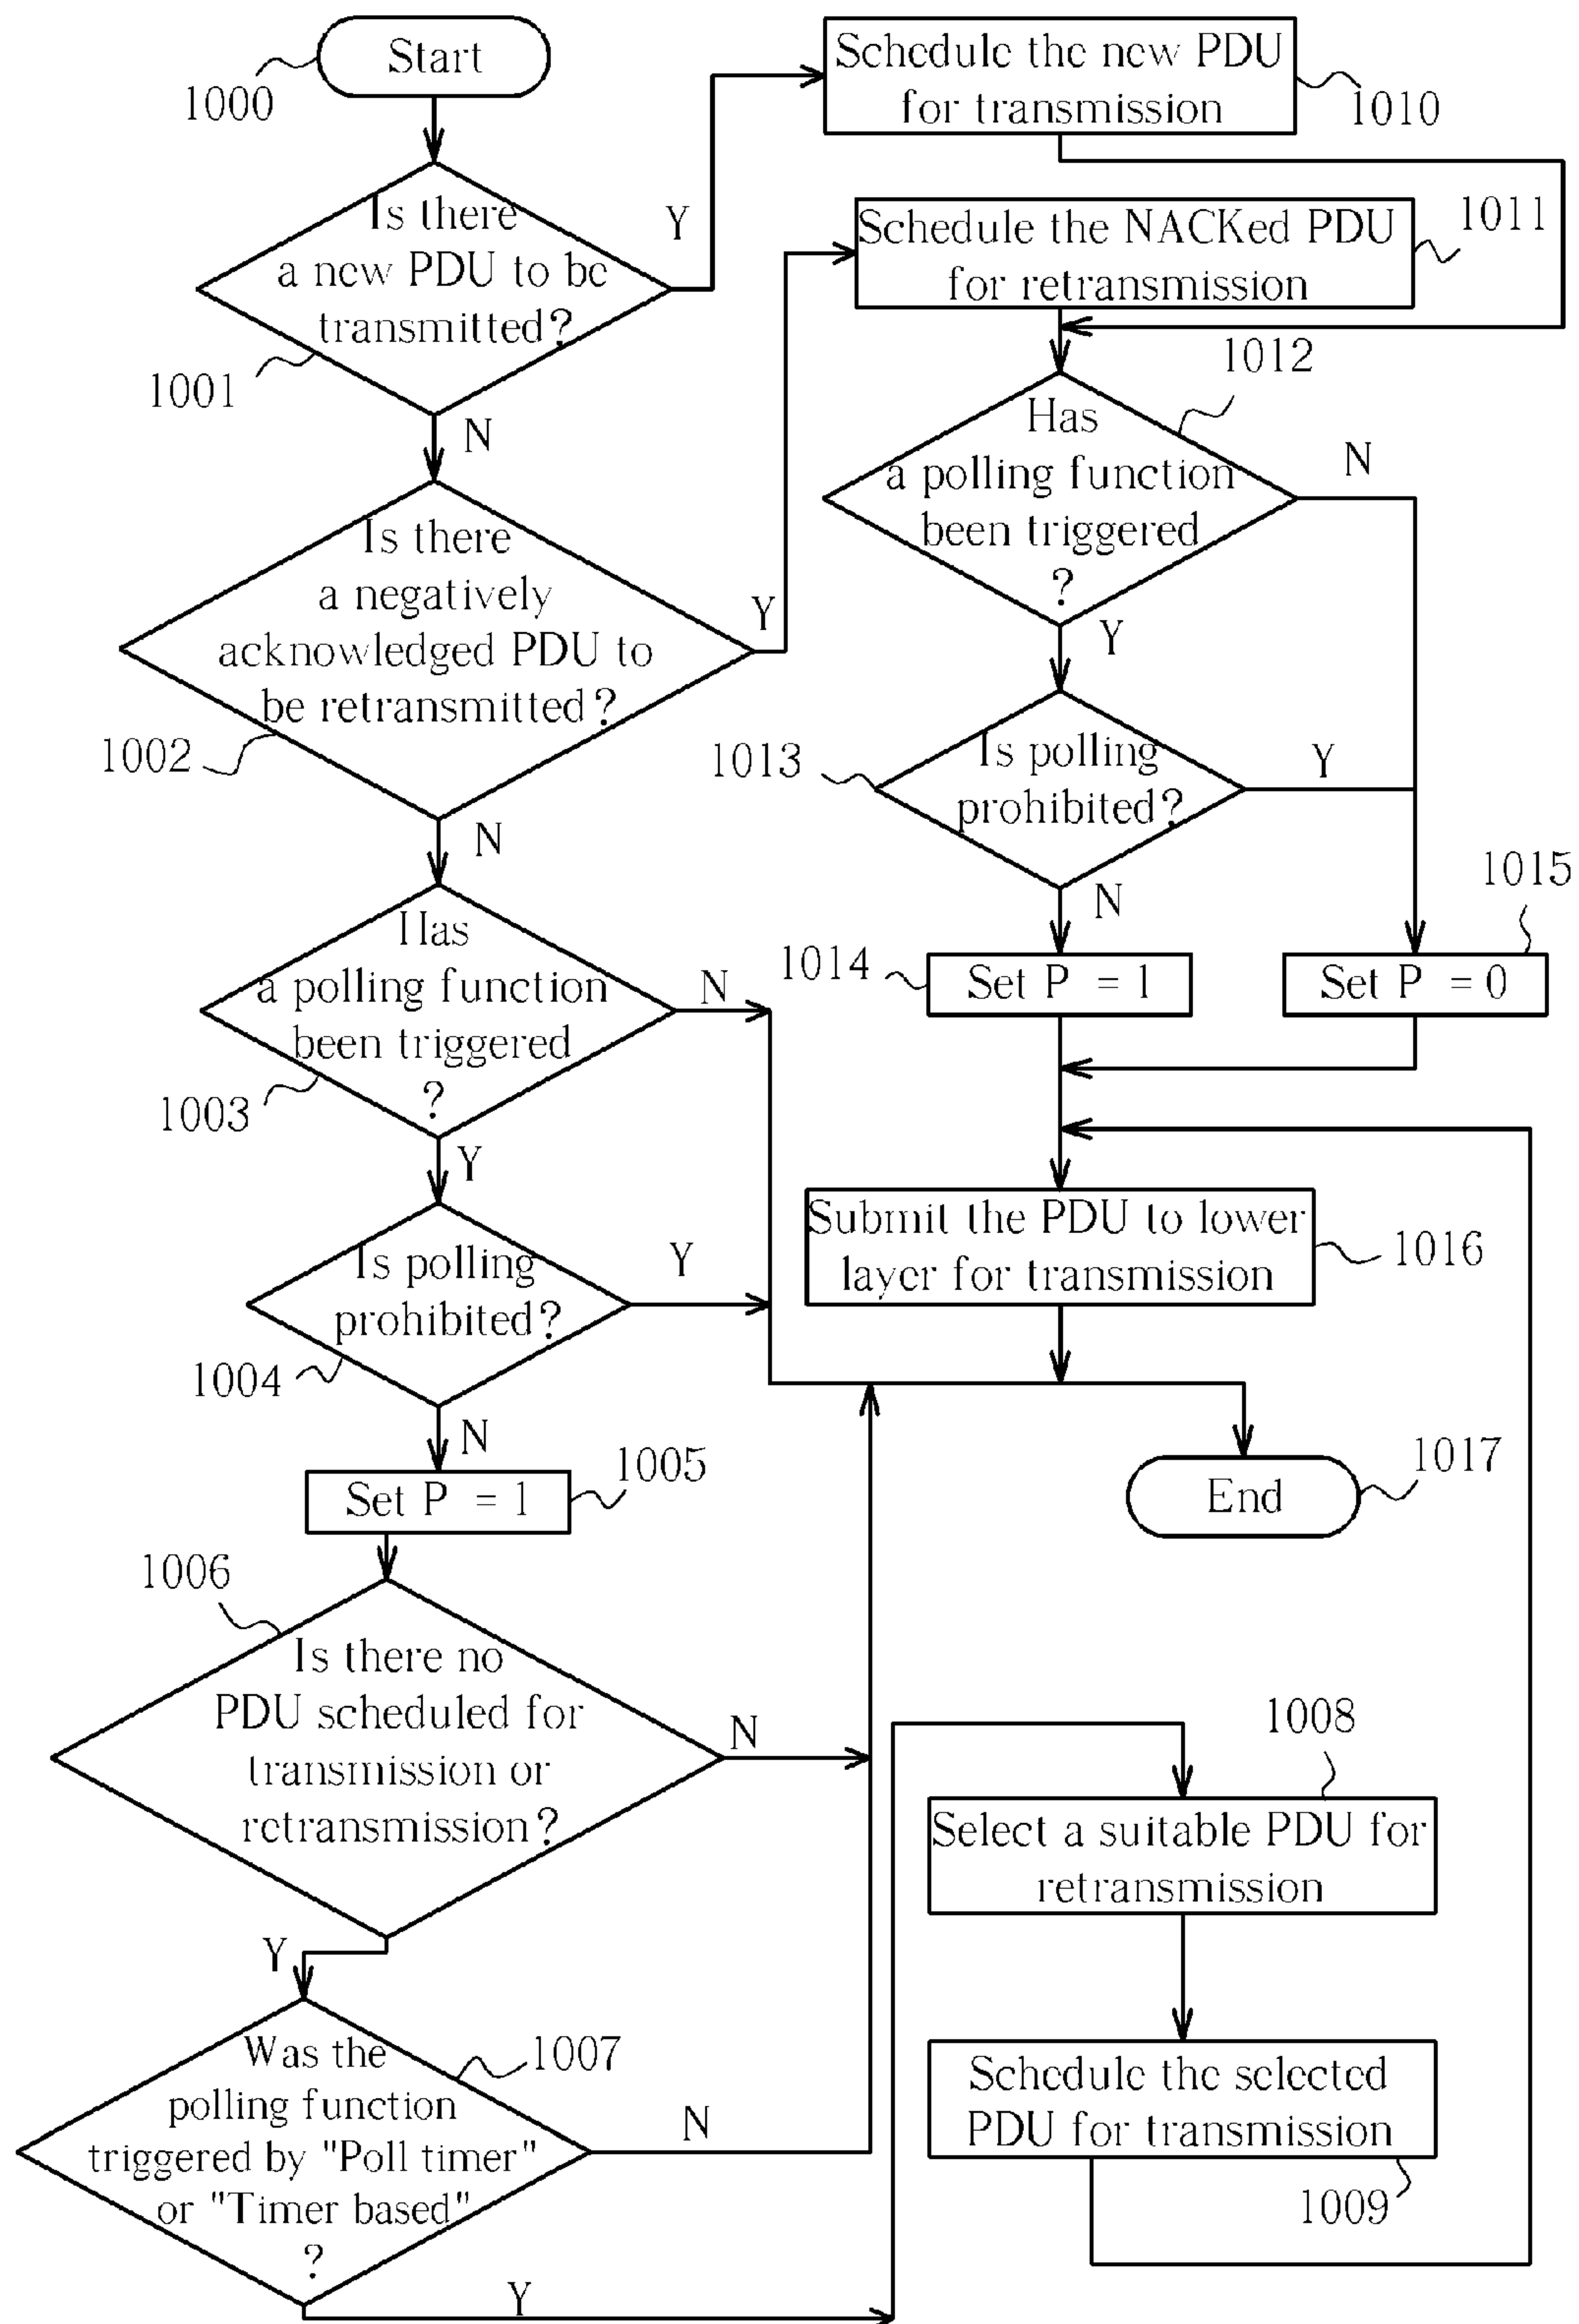 Start
1000
Is there
a new PDU to be
transmitted?
1001
Y
N
Is there
a negatively
acknowledged PDU to
be retransmitted?
1002
Y
N
Has
a polling function
been triggered
?
1003
N
Y
Is polling
prohibited?
1004
Y
N
Set P = 1
1005
1006
Is there no
PDU scheduled for
transmission or
retransmission?
N
Y
Was the
polling function
triggered by "Poll timer"
or "Timer based"
?
1007
N
Y
1008
Select a suitable PDU for
retransmission
Schedule the selected
PDU for transmission
1009
Schedule the new PDU
for transmission
1010
Schedule the NACKed PDU
for retransmission
1011
1012
Has
a polling function
been triggered
?
N
Y
1013
Is polling
prohibited?
Y
N
1014
Set P = 1
1015
Set P = 0
Submit the PDU to lower
layer for transmission
1016
End
1017